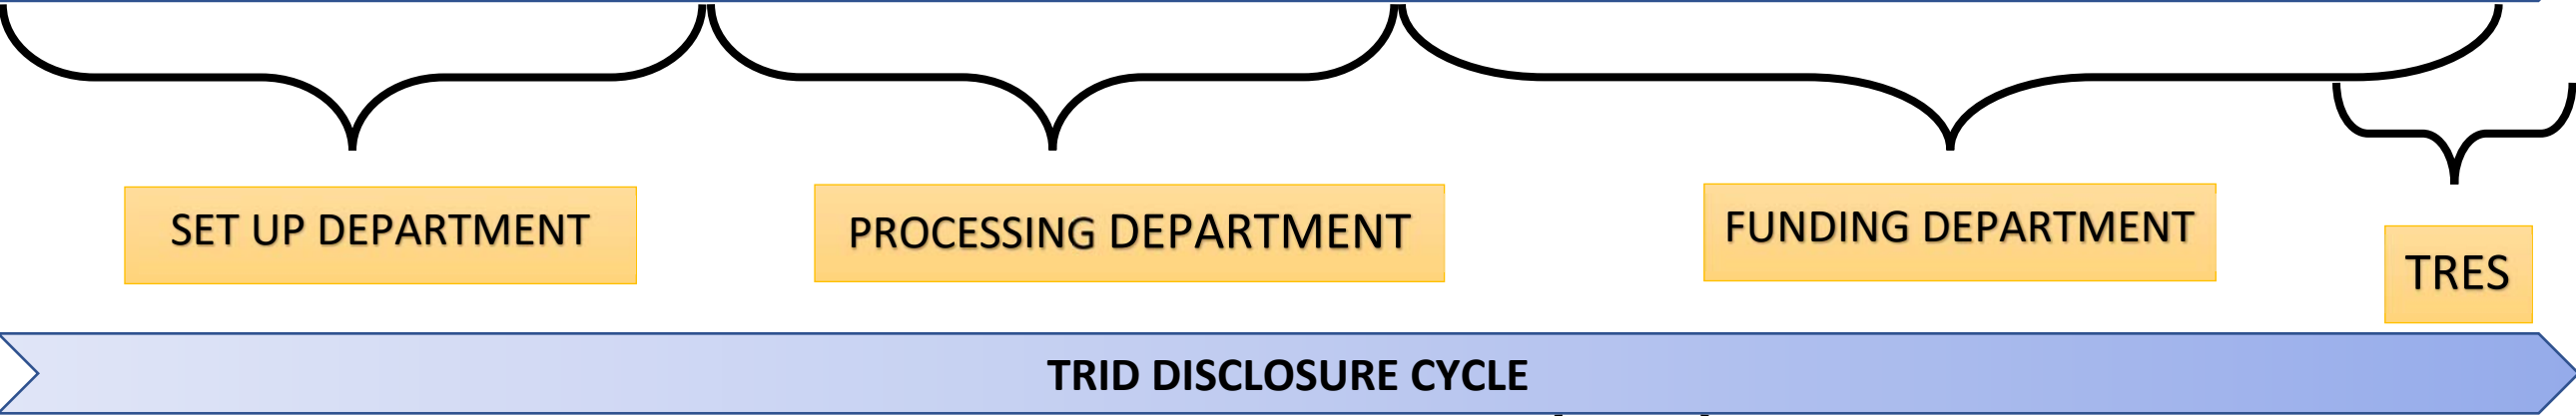 SET UP DEPARTMENT
PROCESSING DEPARTMENT
FUNDING DEPARTMENT
TRES
TRID DISCLOSURE CYCLE